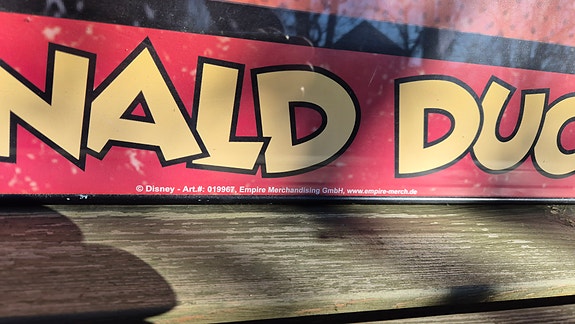 NALD DUC
© Disney - Art.#: 019967, Empire Merchandising GmbH, www.empire-merch.de